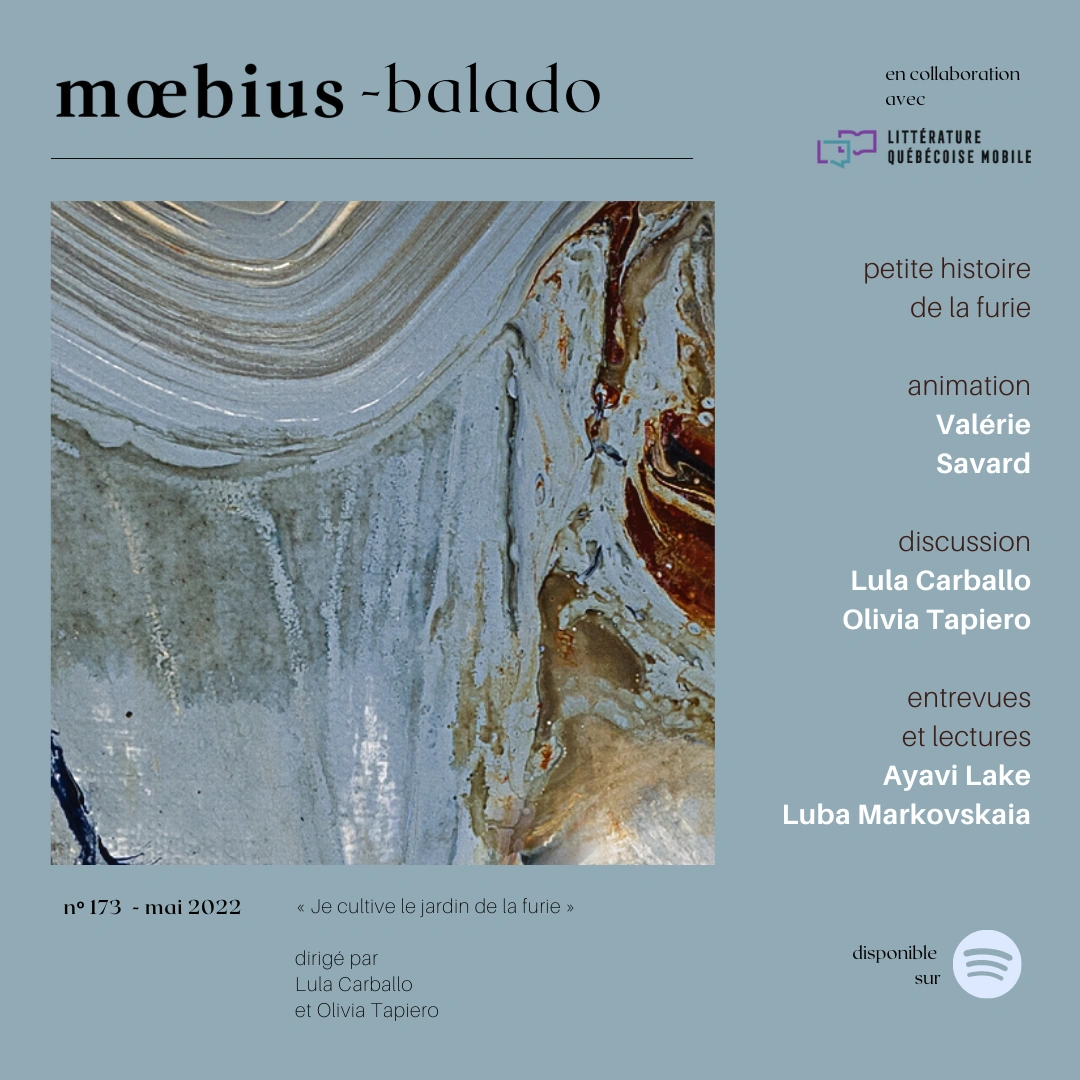 mœbius -balado
en collaboration
avec
LITTÉRATURE
QUÉBÉCOISE MOBILE
petite histoire
de la furie
animation
Valérie
Savard
discussion
Lula Carballo
Olivia Tapiero
entrevues
et lectures
Ayavi Lake
Luba Markovskaia
nº 173 - mai 2022
« Je cultive le jardin de la furie »
dirigé par
Lula Carballo
et Olivia Tapiero
disponible
sur